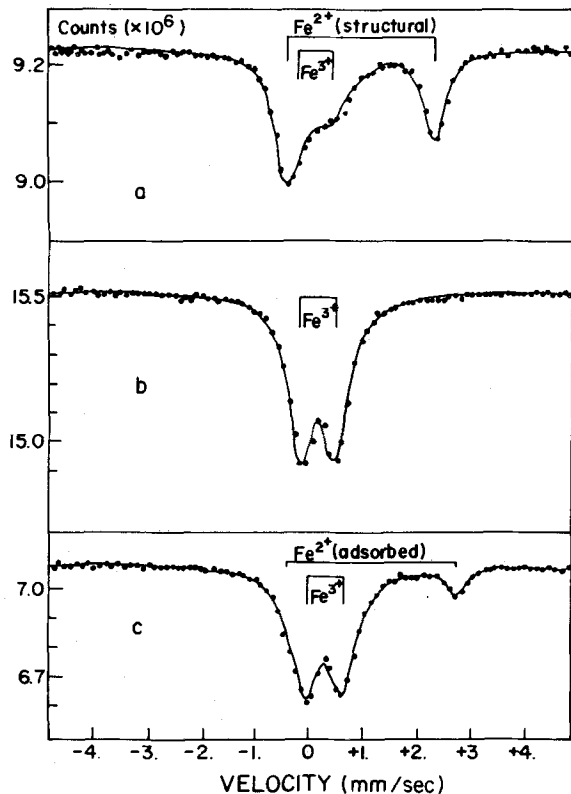 Counts (×10⁶)
Fe²⁺(structural)
Fe³⁺
9.2
9.0
a
15.5
Fe³⁺
b
15.0
Fe²⁺(adsorbed)
7.0
Fe³⁺
c
6.7
-4. -3. -2. -1. 0 +1. +2. +3. +4.
VELOCITY (mm/sec)